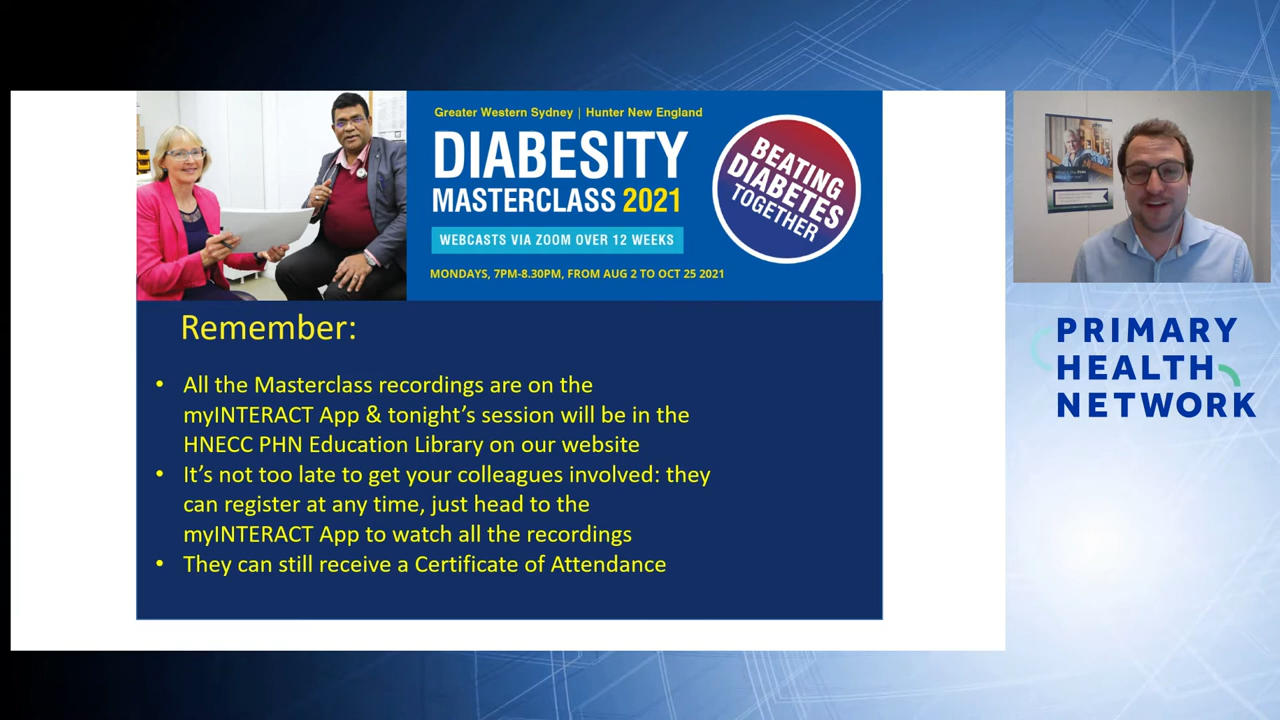 Greater Western Sydney | Hunter New England
DIABESITY
MASTERCLASS 2021
WEBCASTS VIA ZOOM OVER 12 WEEKS
MONDAYS, 7PM-8.30PM, FROM AUG 2 TO OCT 25 2021
BEATING
DIABETES
TOGETHER
Remember:
• All the Masterclass recordings are on the
myINTERACT App & tonight’s session will be in the
HNECC PHN Education Library on our website
• It’s not too late to get your colleagues involved: they
can register at any time, just head to the
myINTERACT App to watch all the recordings
• They can still receive a Certificate of Attendance
PRIMARY
HEALTH
NETWORK